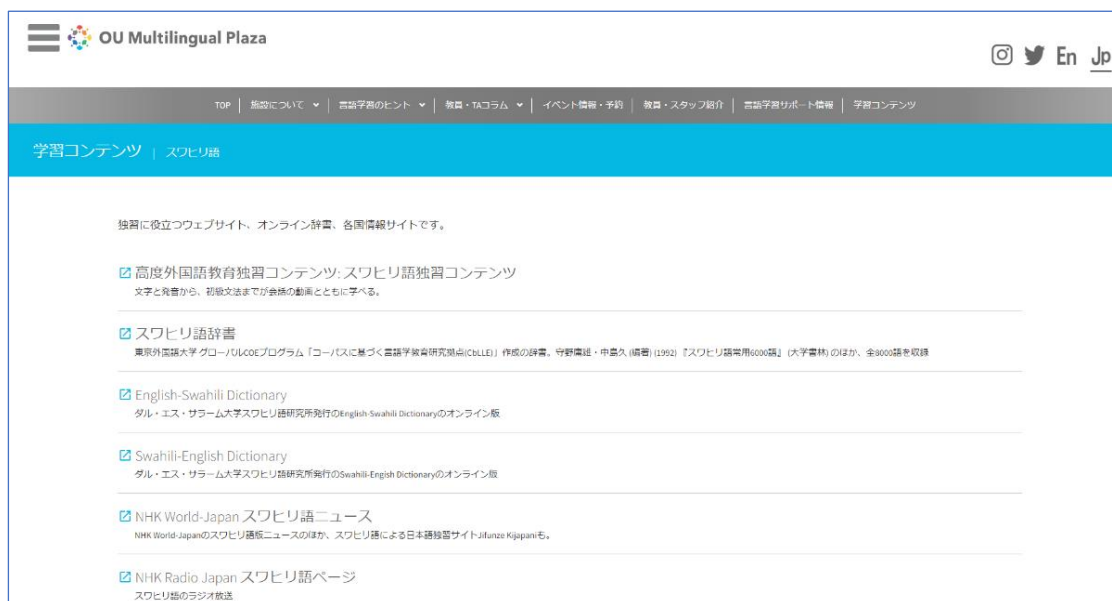 OU Multilingual Plaza
En Jp
TOP | 施設について | 言語学習のヒント | 教員・TAコラム | イベント情報・予約 | 教員・スタッフ紹介 | 言語学習サポート情報 | 学習コンテンツ
学習コンテンツ | スワヒリ語
独習に役立つウェブサイト、オンライン辞書、各国情報サイトです。
高度外国語教育独習コンテンツ: スワヒリ語独習コンテンツ
文字と発音から、初級文法までが会話の動画とともに学べる。
スワヒリ語辞書
東京外国語大学 グローバルCOEプログラム「コーパスに基づく言語学教育研究拠点(CbLLE)」作成の辞書。守野庸雄・中島久 (編著) (1992) 『スワヒリ語常用6000語』 (大学書林) のほか、全8000語を収録
English-Swahili Dictionary
ダル・エス・サラーム大学スワヒリ語研究所発行のEnglish-Swahili Dictionaryのオンライン版
Swahili-English Dictionary
ダル・エス・サラーム大学スワヒリ語研究所発行のSwahili-Engish Dictionaryのオンライン版
NHK World-Japan スワヒリ語ニュース
NHK World-Japanのスワヒリ語版ニュースのほか、スワヒリ語による日本語独習サイトJifunze Kijapaniも。
NHK Radio Japan スワヒリ語ページ
スワヒリ語のラジオ放送